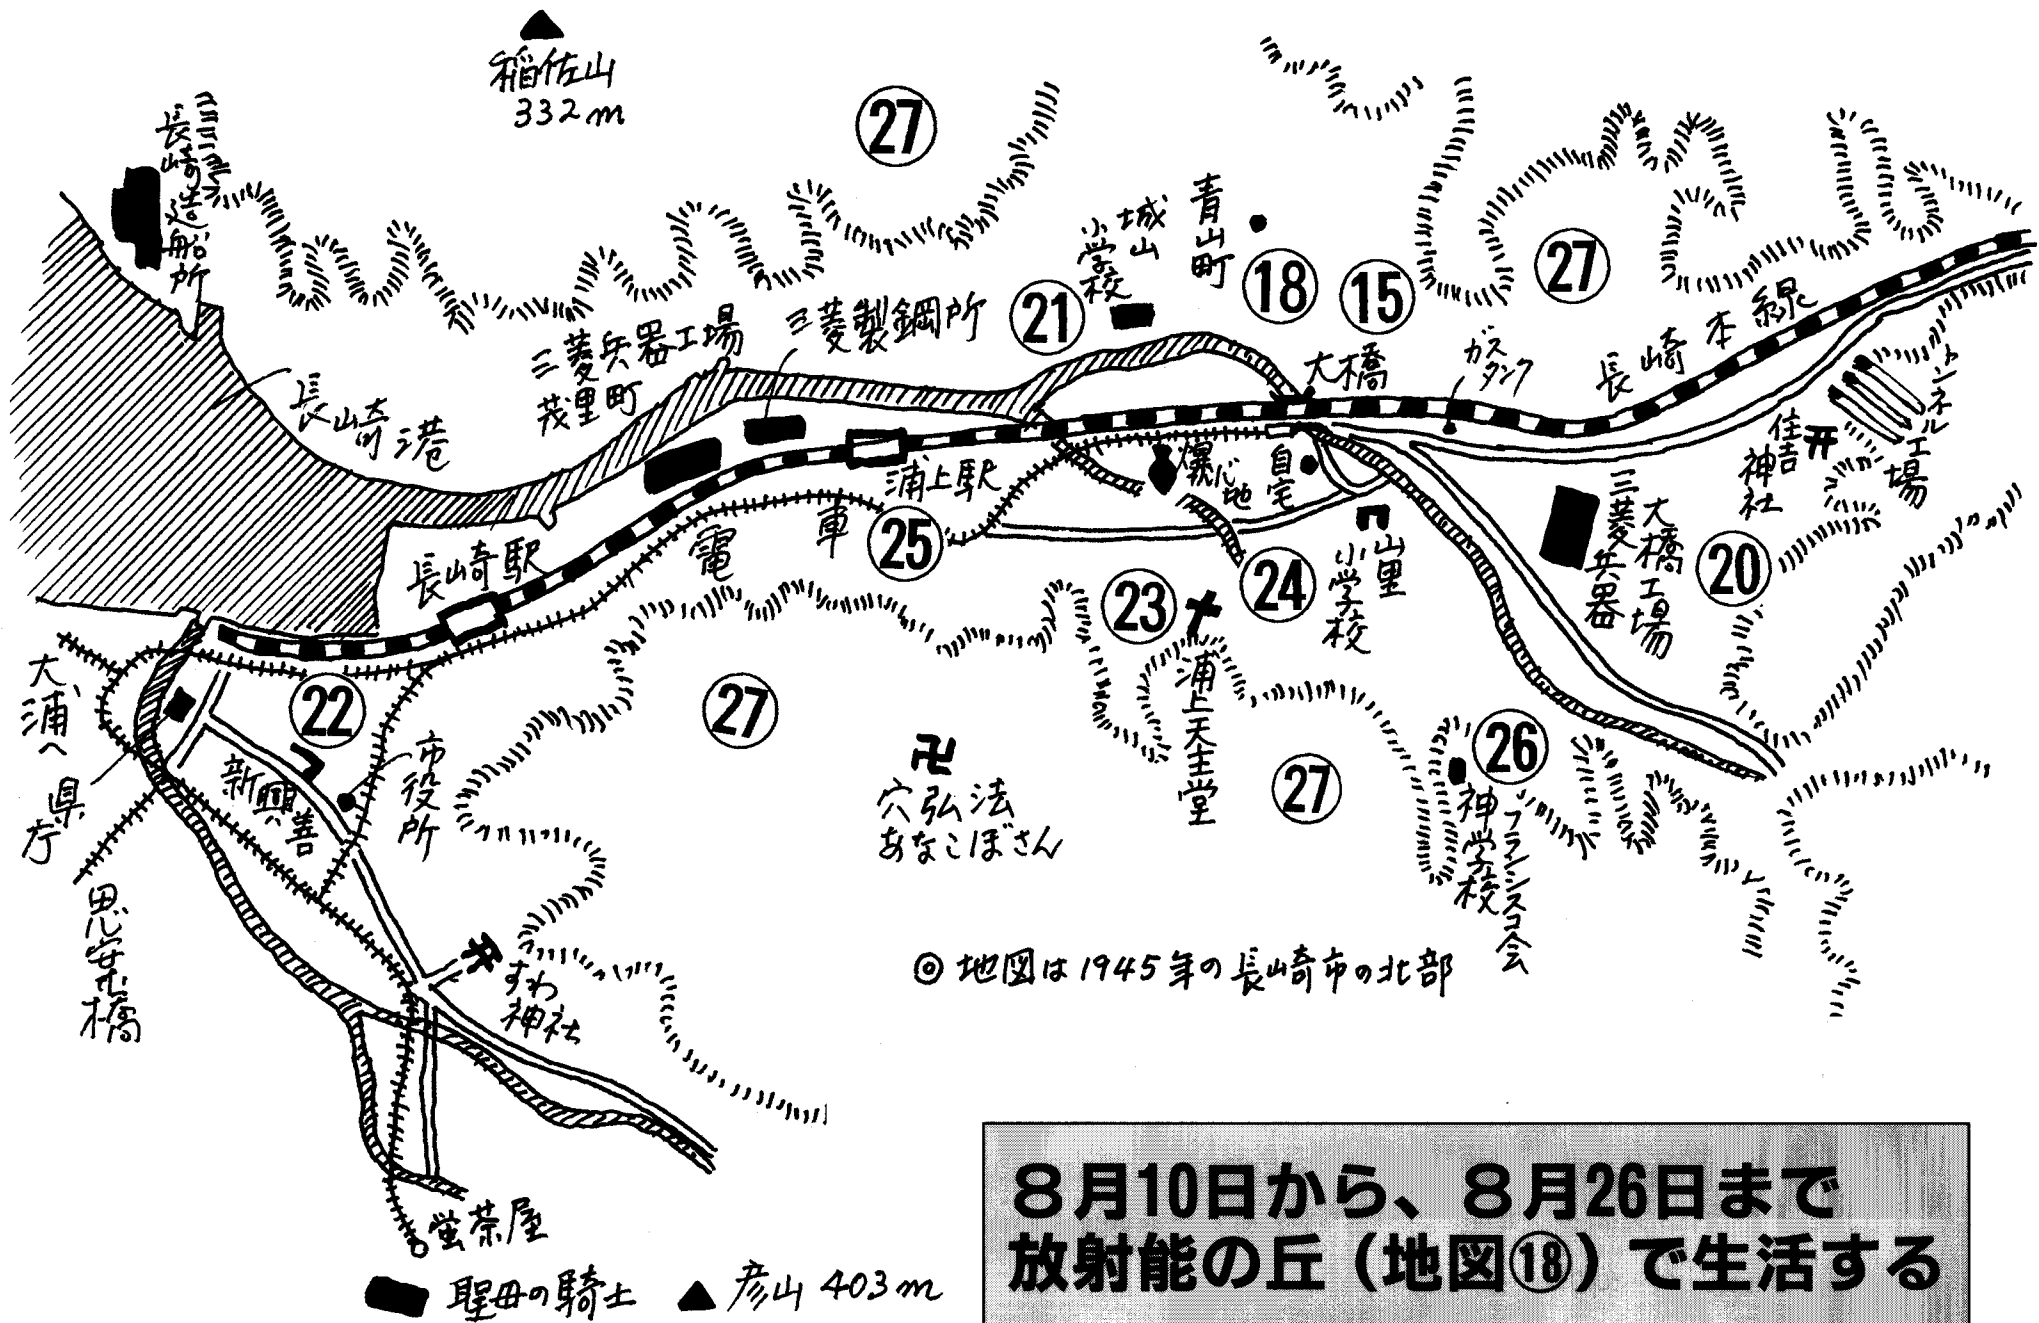 稲佐山
332m
長崎造船所
27
城山
小学校
青山町
18
15
27
21
三菱製鋼所
三菱兵器工場
茂里町
大橋
ガス
タンク
長崎本線
長崎港
トンネル工場
住吉
神社
浦上駅
爆心地
自宅
電車
25
長崎駅
山里
小学校
三菱兵器
大橋工場
20
23
24
浦上天主堂
大浦へ
22
27
県庁
新興善
市役所
卍
穴弘法
あなこぼさん
27
26
神学校
フランシスコ会
思案橋
すわ
神社
◎地図は1945年の長崎市の北部
蛍茶屋
聖母の騎士
彦山 403m
8月10日から、8月26日まで
放射能の丘(地図⑱)で生活する